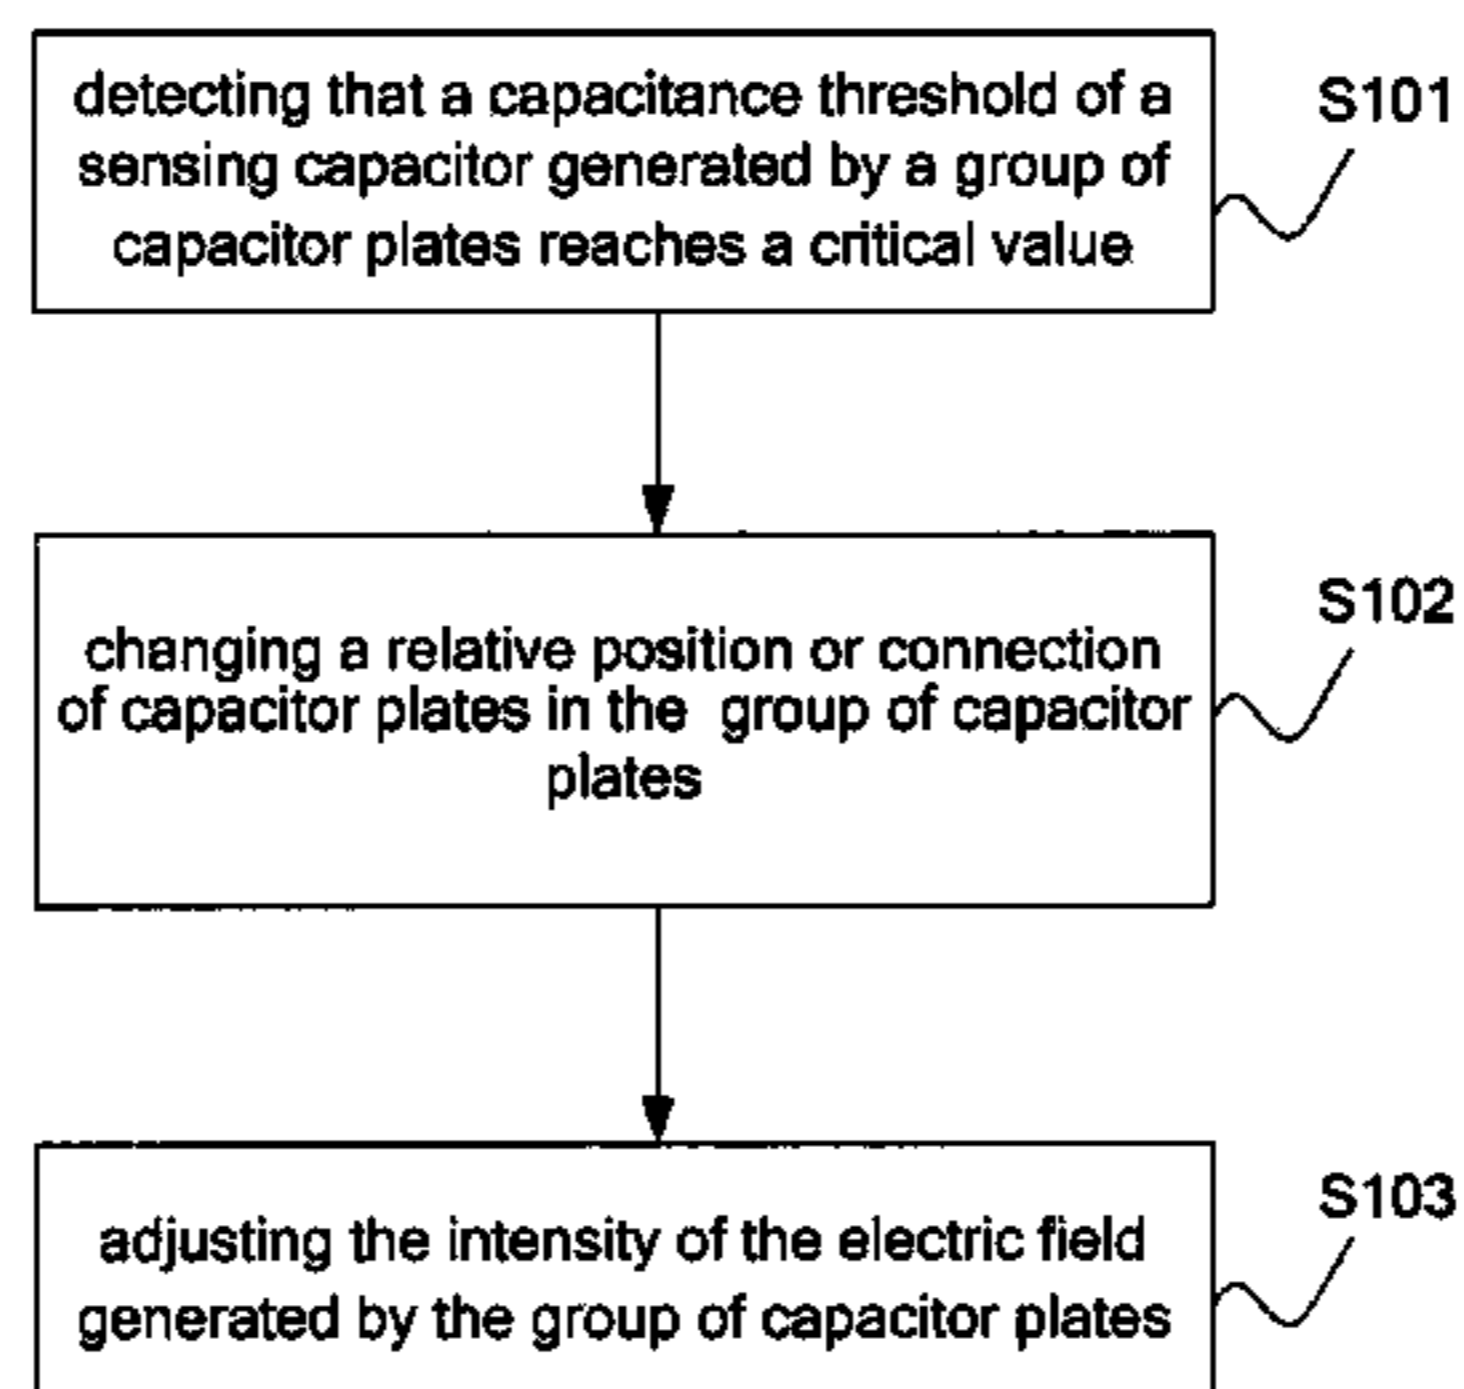 detecting that a capacitance threshold of a
sensing capacitor generated by a group of
capacitor plates reaches a critical value
S101
changing a relative position or connection
of capacitor plates in the group of capacitor
plates
S102
adjusting the intensity of the electric field
generated by the group of capacitor plates
S103